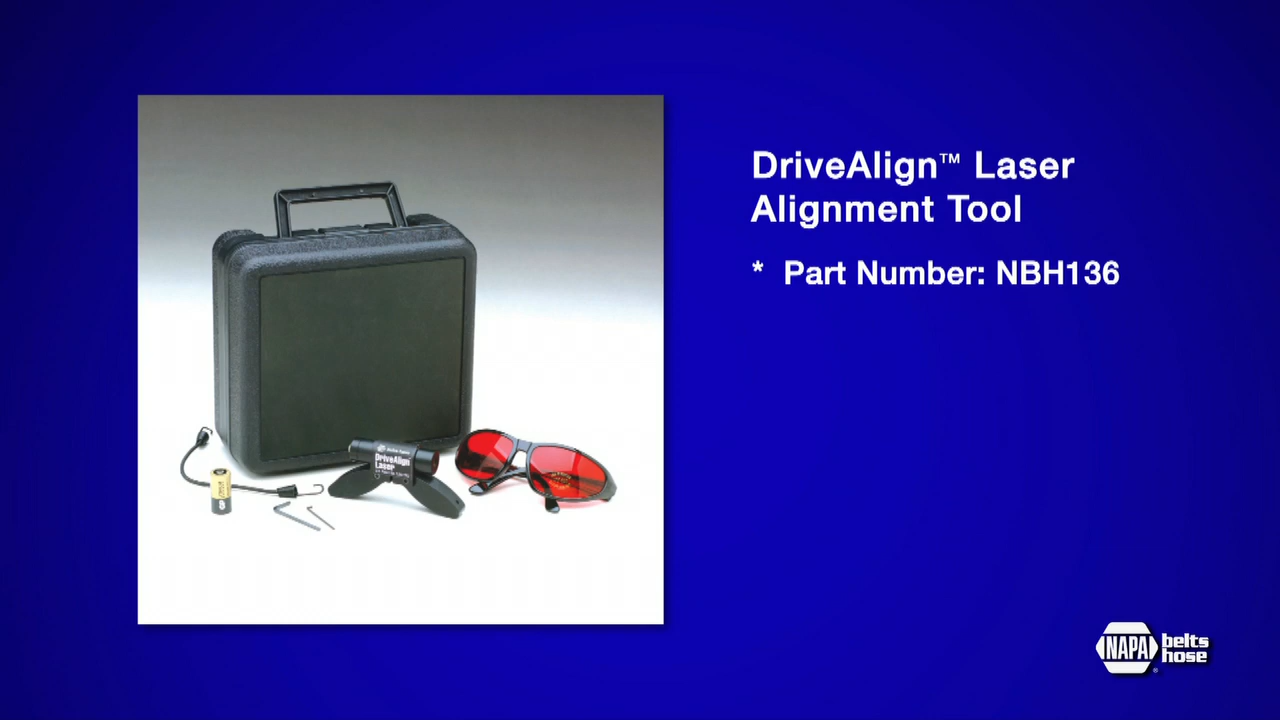 DriveAlign™ Laser
Alignment Tool
* Part Number: NBH136
DriveAlign
Laser
NAPA
belts
hose
®